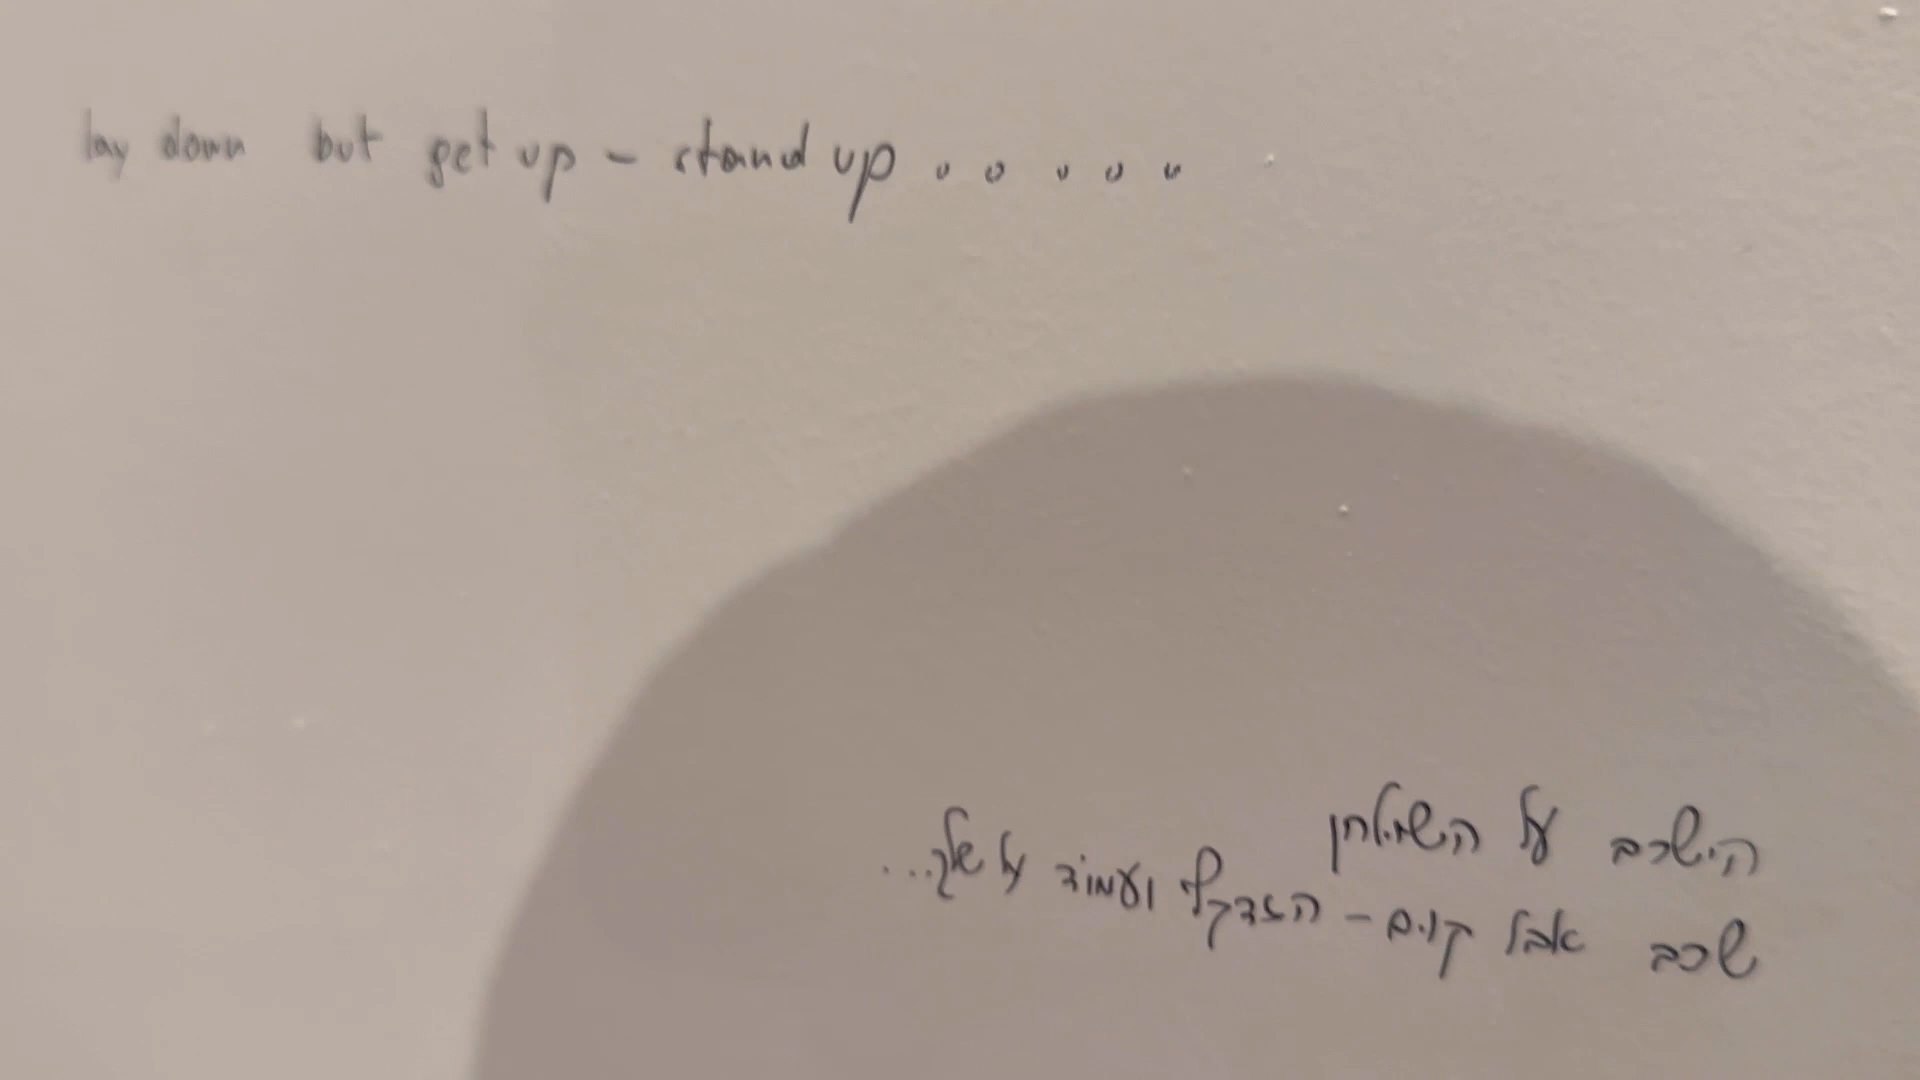 lay down but get up - stand up . . . . .
הישכב על השולחן
שכב אבל קום - הזדקף ועמוד על שלך...